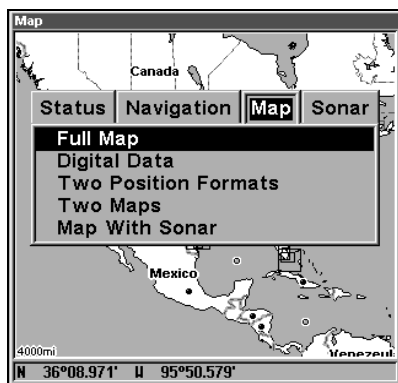 Map
Canada
Status Navigation Map Sonar
Full Map
Digital Data
Two Position Formats
Two Maps
Map With Sonar
Mexico
4000mi
Venezuel
N 36°08.971' W 95°50.579'